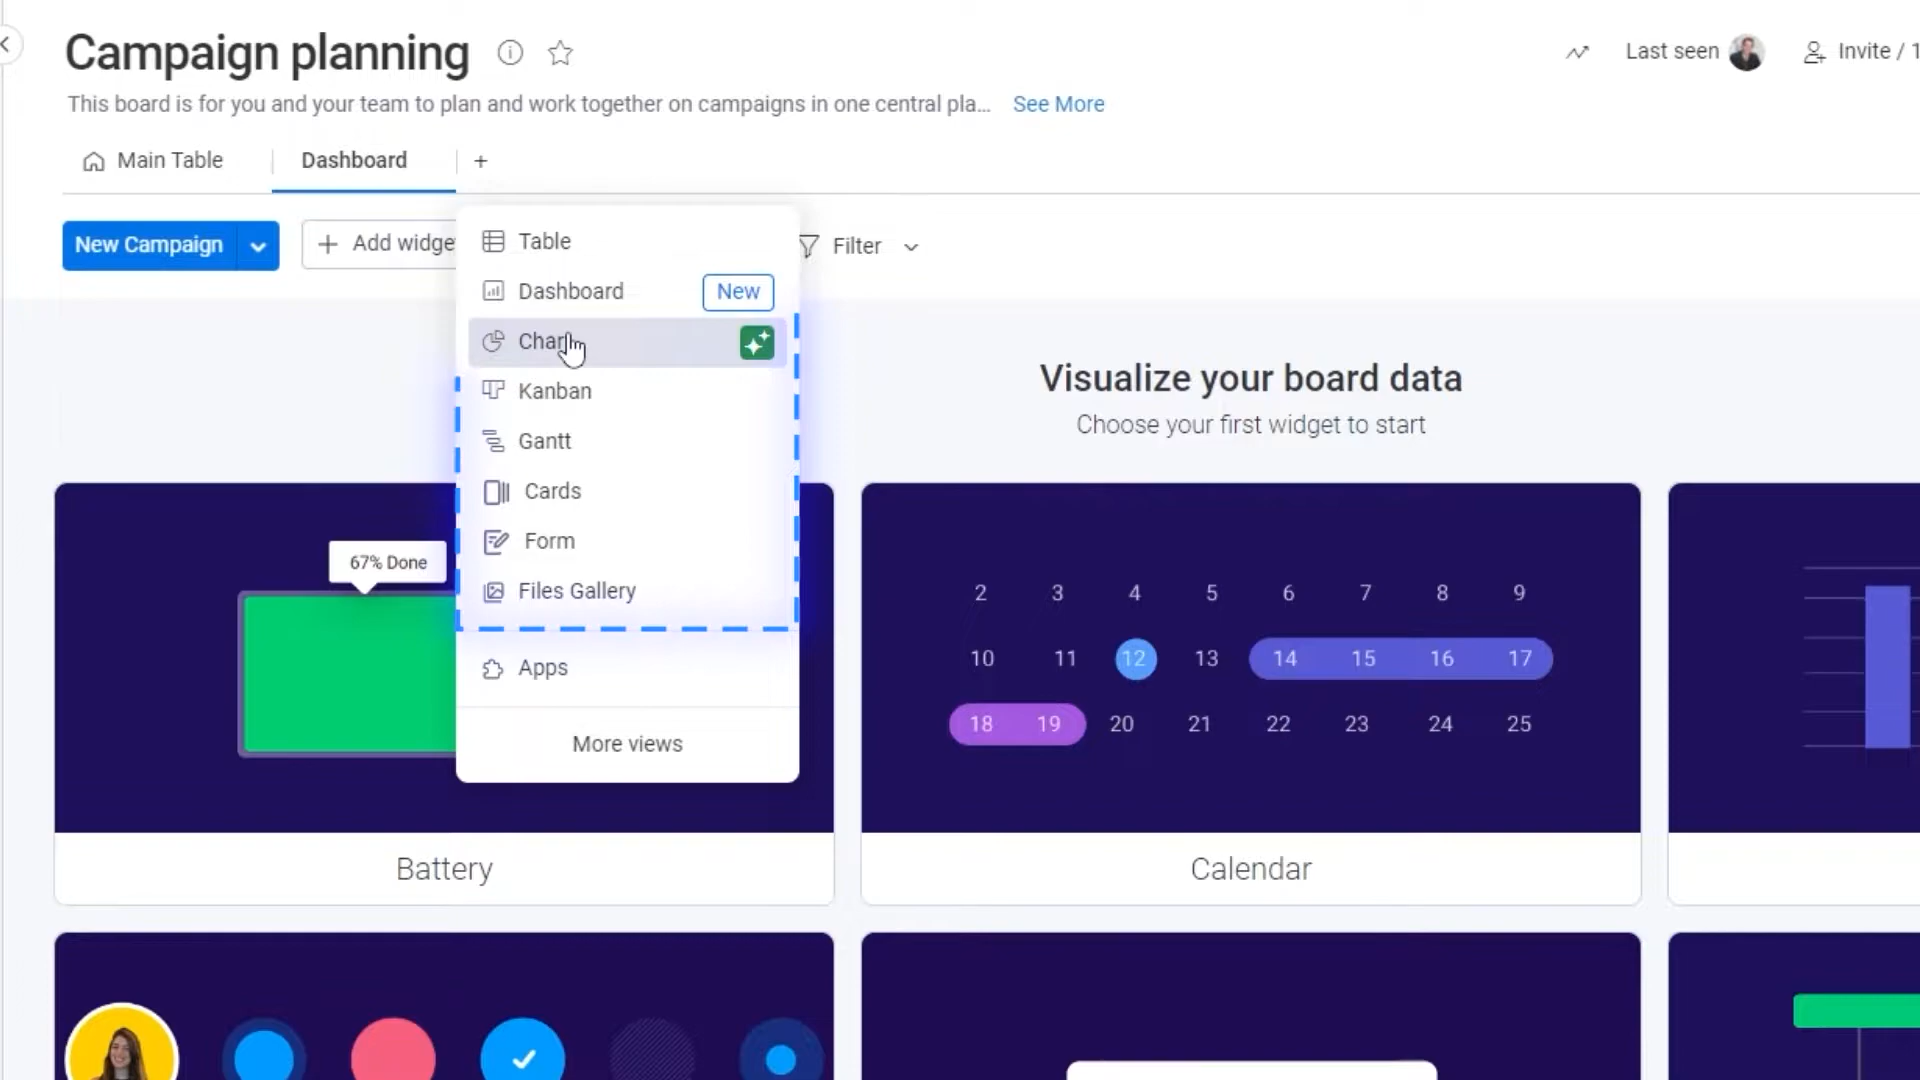 Campaign planning
Last seen
Invite / 1
This board is for you and your team to plan and work together on campaigns in one central pla... See More
Main Table
Dashboard
+
New Campaign
+ Add widge
Filter
Table
Dashboard New
Char
Kanban
Gantt
Cards
Form
Files Gallery
Apps
More views
Visualize your board data
Choose your first widget to start
67% Done
Battery
2 3 4 5 6 7 8 9
10 11 12 13 14 15 16 17
18 19 20 21 22 23 24 25
Calendar